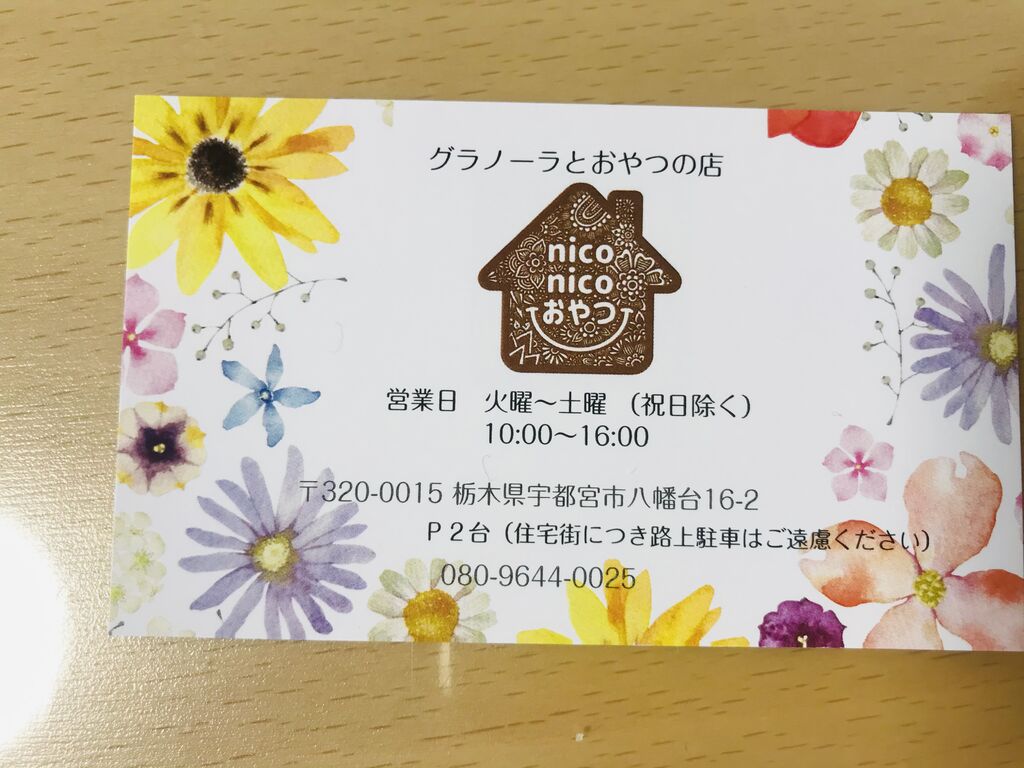 グラノーラとおやつの店
nico
nico
おやつ
営業日　火曜～土曜　（祝日除く）
10:00～16:00
〒320-0015 栃木県宇都宮市八幡台16-2
P２台（住宅街につき路上駐車はご遠慮ください）
080-9644-0025